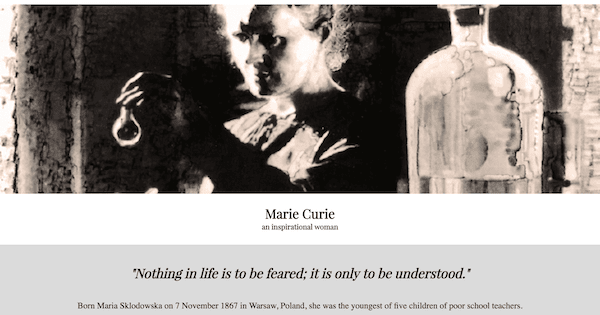 Marie Curie
an inspirational woman
"Nothing in life is to be feared; it is only to be understood."
Born Maria Sklodowska on 7 November 1867 in Warsaw, Poland, she was the youngest of five children of poor school teachers.